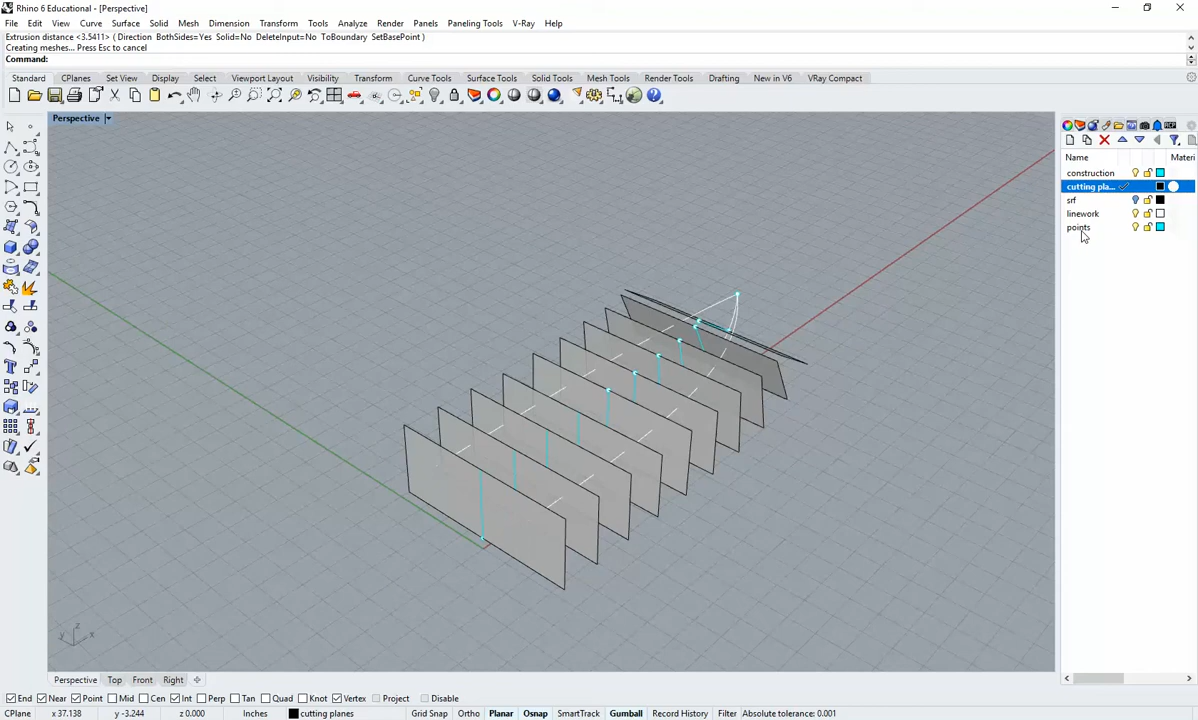 Rhino 6 Educational - [Perspective]
File Edit View Curve Surface Solid Mesh Dimension Transform Tools Analyze Render Panels Paneling Tools V-Ray Help
Extrusion distance <3.5411> ( Direction BothSides=Yes Solid=No DeleteInput=No ToBoundary SetBasePoint )
Creating meshes... Press Esc to cancel
Command:
Standard CPlanes Set View Display Select Viewport Layout Visibility Transform Curve Tools Surface Tools Solid Tools Mesh Tools Render Tools Drafting New in V6 VRay Compact
Perspective
Name Materi
construction
cutting pla...
srf
linework
points
z
y x
Perspective Top Front Right
End Near Point Mid Cen Int Perp Tan Quad Knot Vertex Project Disable
CPlane x 37.138 y -3.244 z 0.000 Inches cutting planes Grid Snap Ortho Planar Osnap SmartTrack Gumball Record History Filter Absolute tolerance: 0.001